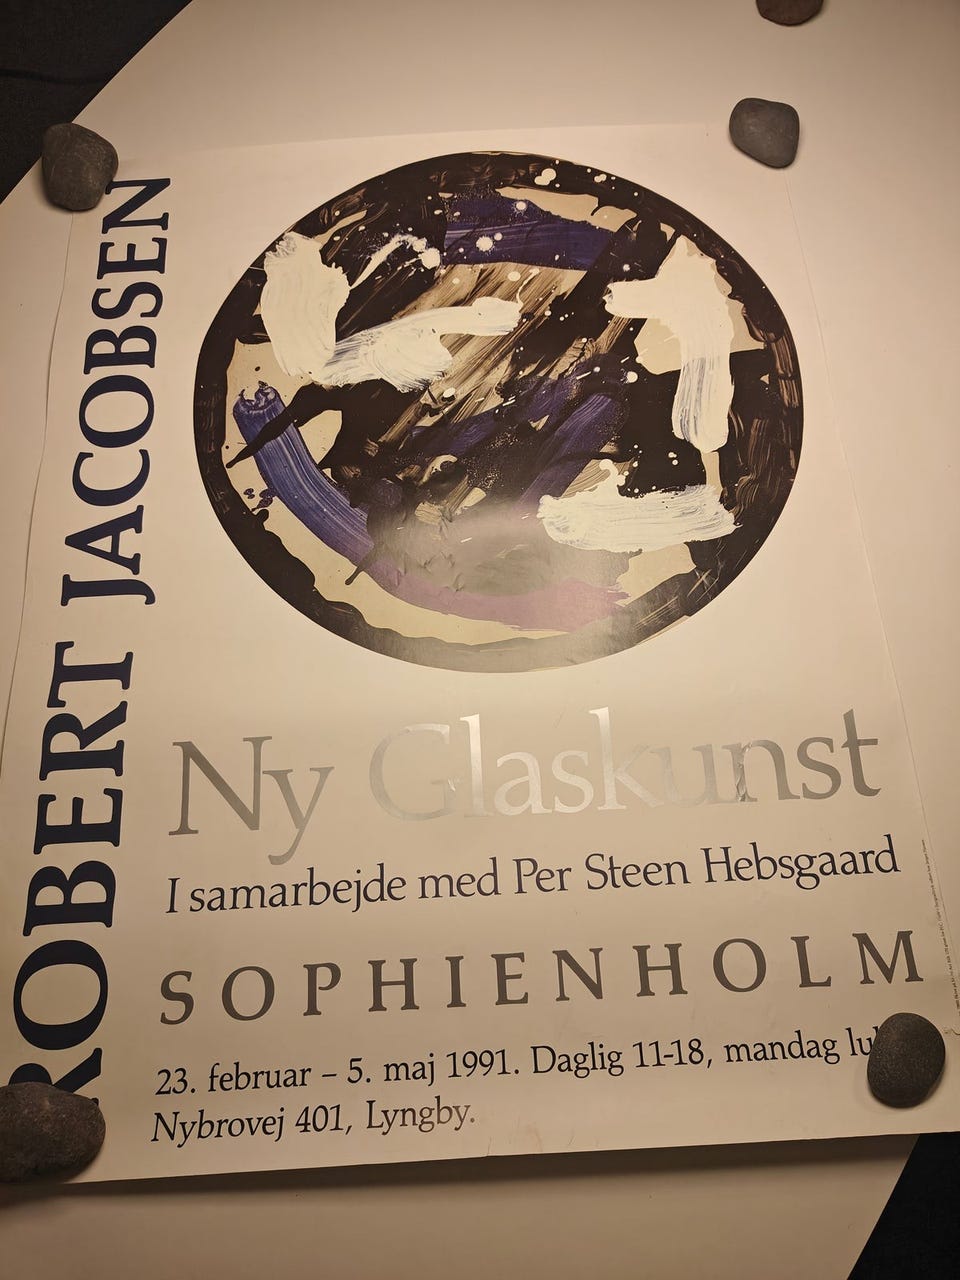 ROBERT JACOBSEN
Ny Glaskunst
I samarbejde med Per Steen Hebsgaard
SOPHIENHOLM
23. februar – 5. maj 1991. Daglig 11-18, mandag lu
Nybrovej 401, Lyngby.